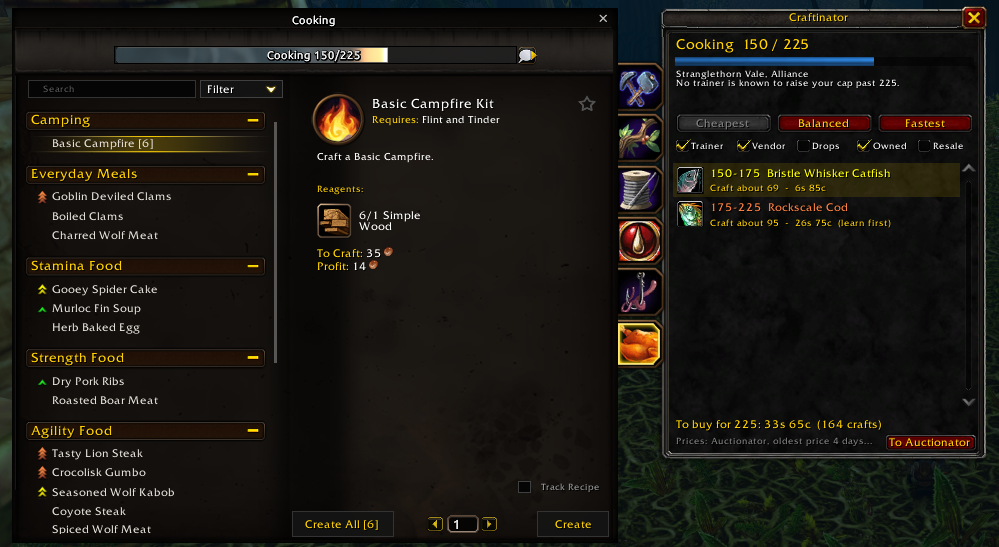 Cooking
Cooking 150/225
Search
Filter
Camping
Basic Campfire [6]
Everyday Meals
Goblin Deviled Clams
Boiled Clams
Charred Wolf Meat
Stamina Food
Gooey Spider Cake
Murloc Fin Soup
Herb Baked Egg
Strength Food
Dry Pork Ribs
Roasted Boar Meat
Agility Food
Tasty Lion Steak
Crocolisk Gumbo
Seasoned Wolf Kabob
Coyote Steak
Spiced Wolf Meat
Basic Campfire Kit
Requires: Flint and Tinder
Craft a Basic Campfire.
Reagents:
6/1 Simple
Wood
To Craft: 35
Profit: 14
Track Recipe
Create All [6]
1
Create
Craftinator
Cooking 150 / 225
Stranglethorn Vale, Alliance
No trainer is known to raise your cap past 225.
Cheapest
Balanced
Fastest
Trainer
Vendor
Drops
Owned
Resale
150-175 Bristle Whisker Catfish
Craft about 69 - 6s 85c
175-225 Rockscale Cod
Craft about 95 - 26s 75c (learn first)
To buy for 225: 33s 65c (164 crafts)
Prices: Auctionator, oldest price 4 days...
To Auctionator